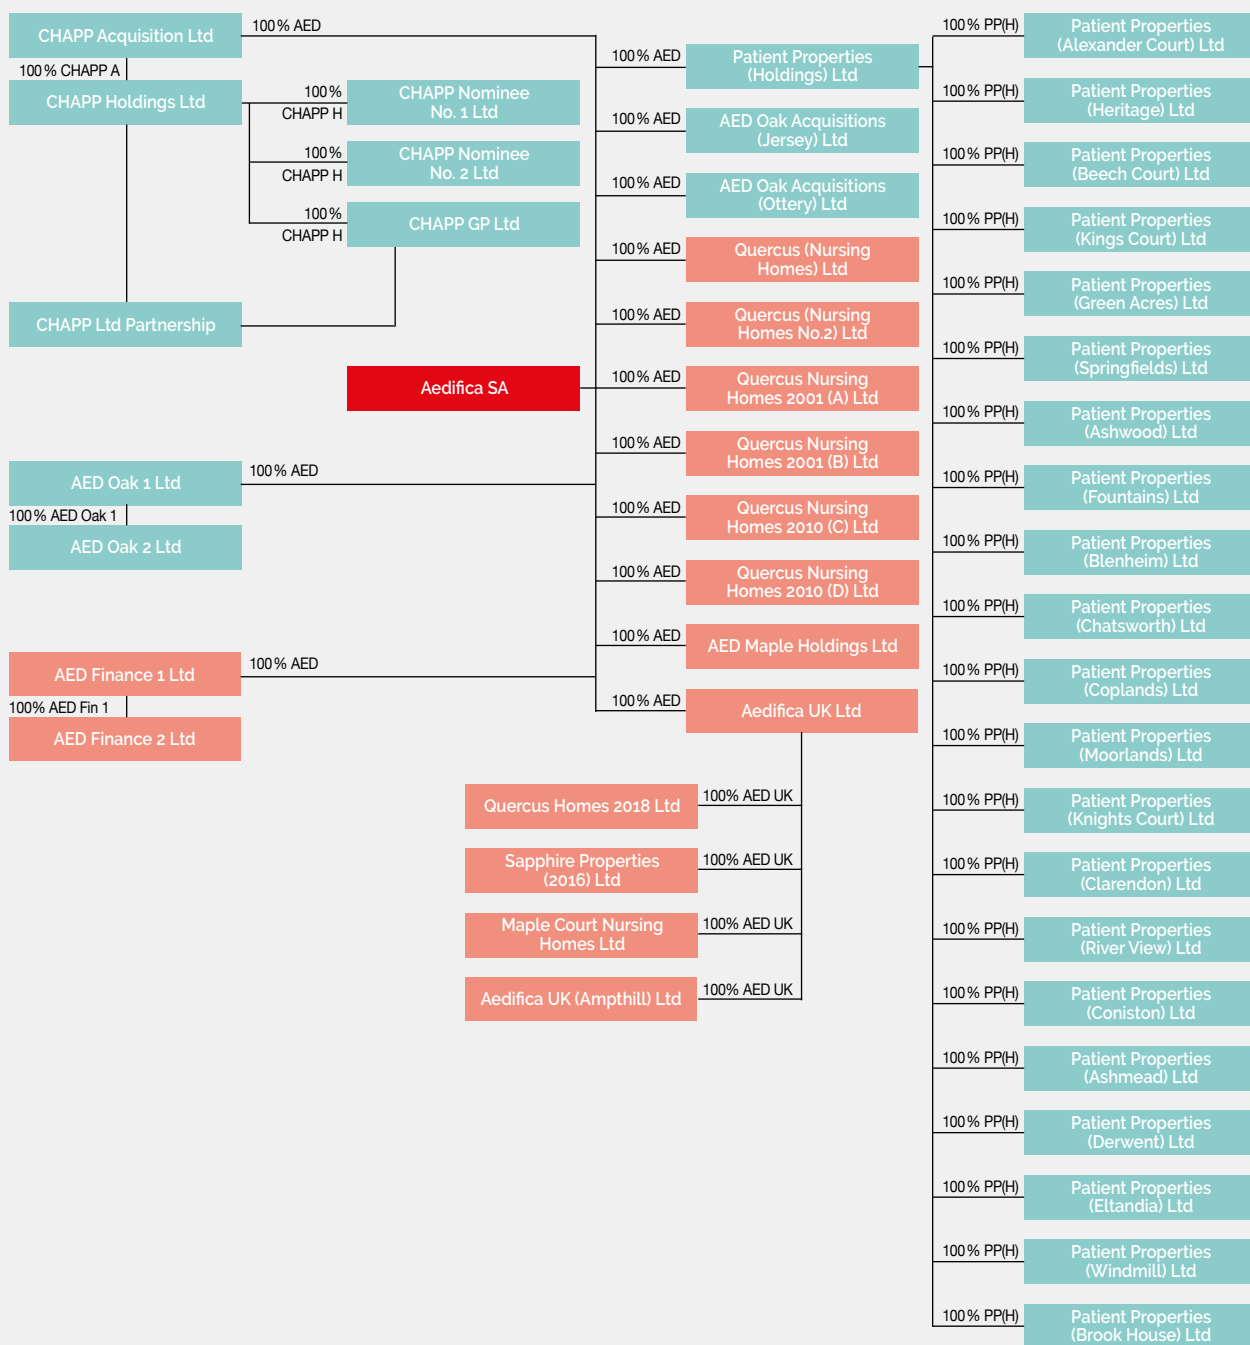 CHAPP Acquisition Ltd
100% AED
100% CHAPP A
CHAPP Holdings Ltd
100%
CHAPP H
CHAPP Nominee
No. 1 Ltd
100%
CHAPP H
CHAPP Nominee
No. 2 Ltd
100%
CHAPP H
CHAPP GP Ltd
CHAPP Ltd Partnership
Aedifica SA
AED Oak 1 Ltd
100% AED
100% AED Oak 1
AED Oak 2 Ltd
AED Finance 1 Ltd
100% AED
100% AED Fin 1
AED Finance 2 Ltd
100% AED
Patient Properties
(Holdings) Ltd
100% AED
AED Oak Acquisitions
(Jersey) Ltd
100% AED
AED Oak Acquisitions
(Ottery) Ltd
100% AED
Quercus (Nursing
Homes) Ltd
100% AED
Quercus (Nursing
Homes No.2) Ltd
100% AED
Quercus Nursing
Homes 2001 (A) Ltd
100% AED
Quercus Nursing
Homes 2001 (B) Ltd
100% AED
Quercus Nursing
Homes 2010 (C) Ltd
100% AED
Quercus Nursing
Homes 2010 (D) Ltd
100% AED
AED Maple Holdings Ltd
100% AED
Aedifica UK Ltd
Quercus Homes 2018 Ltd
100% AED UK
Sapphire Properties
(2016) Ltd
100% AED UK
Maple Court Nursing
Homes Ltd
100% AED UK
Aedifica UK (Ampthill) Ltd
100% AED UK
100% PP(H)
Patient Properties
(Alexander Court) Ltd
100% PP(H)
Patient Properties
(Heritage) Ltd
100% PP(H)
Patient Properties
(Beech Court) Ltd
100% PP(H)
Patient Properties
(Kings Court) Ltd
100% PP(H)
Patient Properties
(Green Acres) Ltd
100% PP(H)
Patient Properties
(Springfields) Ltd
100% PP(H)
Patient Properties
(Ashwood) Ltd
100% PP(H)
Patient Properties
(Fountains) Ltd
100% PP(H)
Patient Properties
(Blenheim) Ltd
100% PP(H)
Patient Properties
(Chatsworth) Ltd
100% PP(H)
Patient Properties
(Coplands) Ltd
100% PP(H)
Patient Properties
(Moorlands) Ltd
100% PP(H)
Patient Properties
(Knights Court) Ltd
100% PP(H)
Patient Properties
(Clarendon) Ltd
100% PP(H)
Patient Properties
(River View) Ltd
100% PP(H)
Patient Properties
(Coniston) Ltd
100% PP(H)
Patient Properties
(Ashmead) Ltd
100% PP(H)
Patient Properties
(Derwent) Ltd
100% PP(H)
Patient Properties
(Eltandia) Ltd
100% PP(H)
Patient Properties
(Windmill) Ltd
100% PP(H)
Patient Properties
(Brook House) Ltd